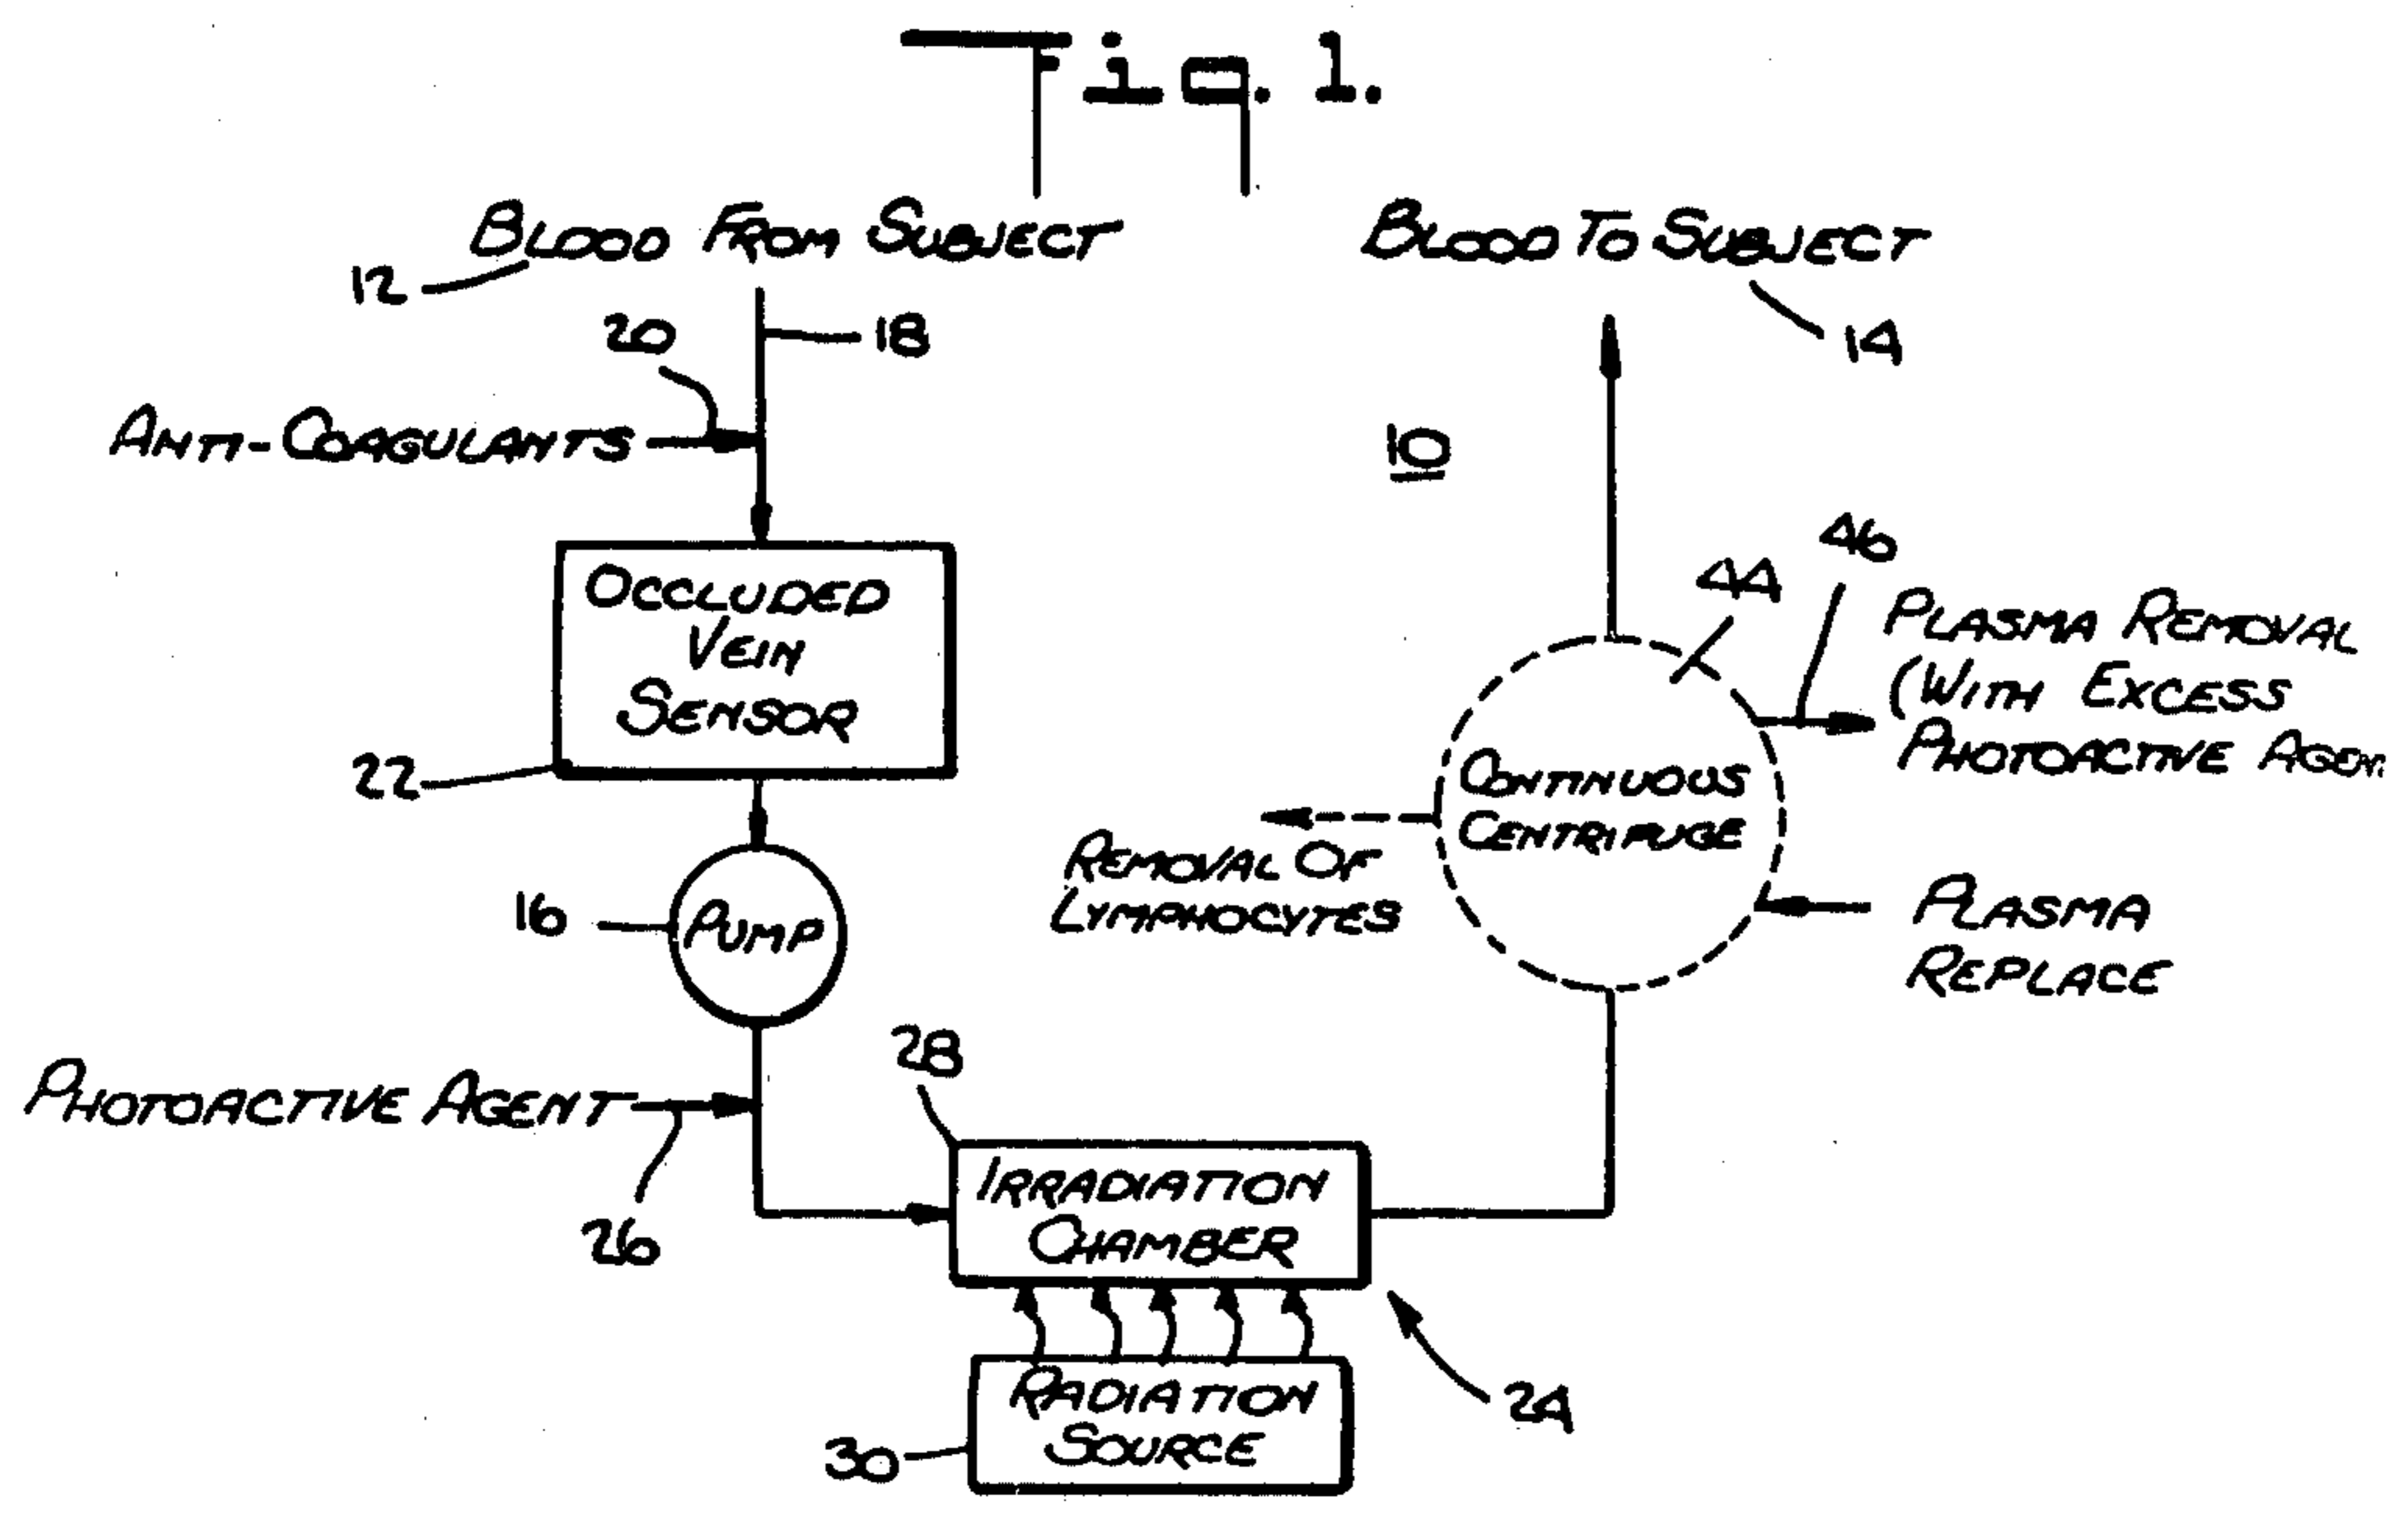 Fig. 1.
BLOOD FROM SUBJECT
BLOOD TO SUBJECT
12
20
18
14
ANTI-COAGULANTS
10
46
44
OCCLUDED
VEIN
SENSOR
PLASMA REMOVAL
(WITH EXCESS
PHOTOACTIVE AGEN
22
CONTINUOUS
CENTRIFUGE
REMOVAL OF
LYMPHOCYTES
16
PUMP
PLASMA
REPLACE
28
PHOTOACTIVE AGENT
26
IRRADIATION
CHAMBER
24
RADIATION
SOURCE
30